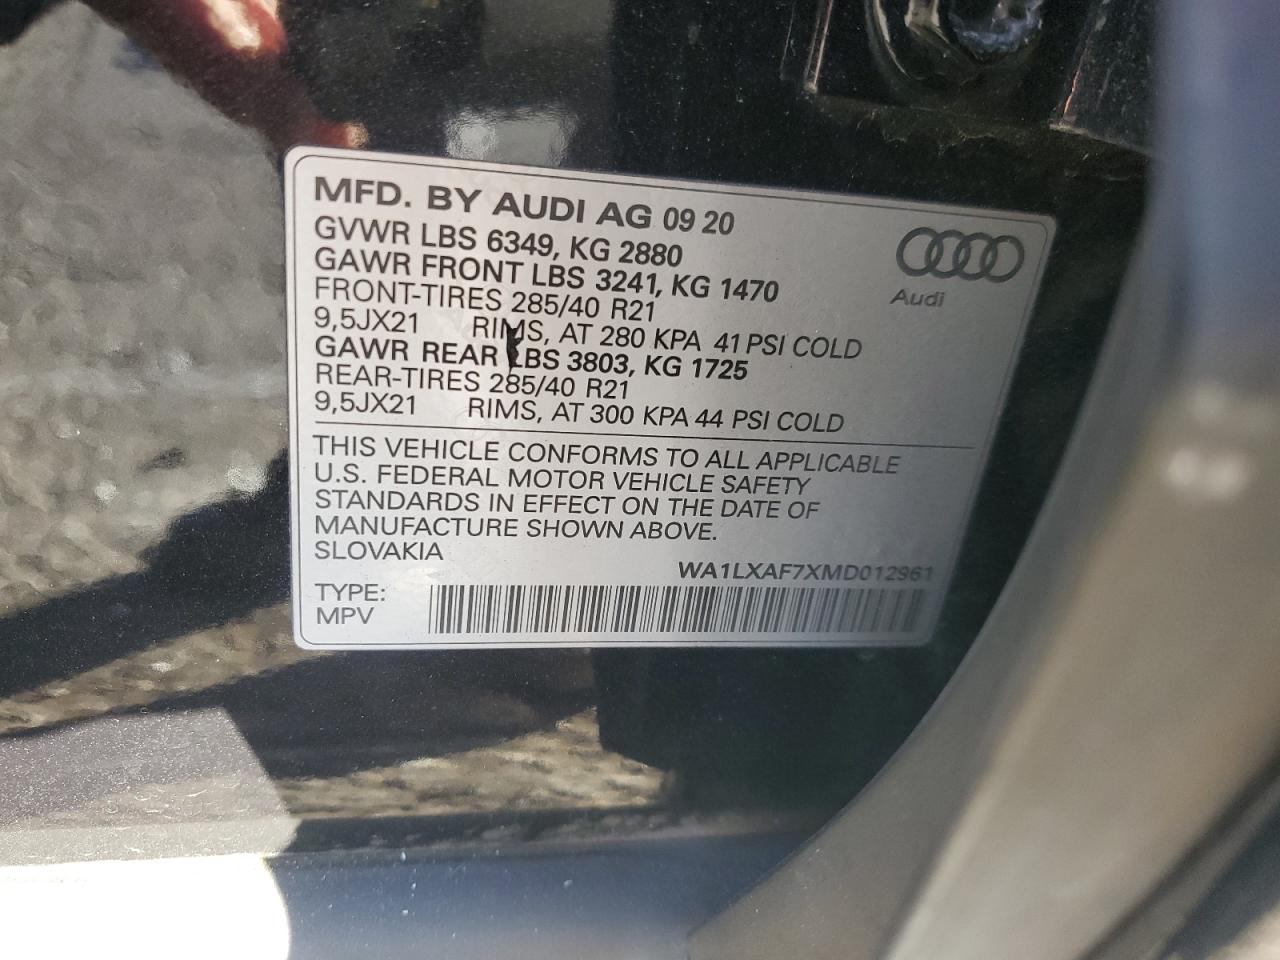 MFD. BY AUDI AG 09 20
GVWR LBS 6349, KG 2880
GAWR FRONT LBS 3241, KG 1470
FRONT-TIRES 285/40 R21
9,5JX21 RIMS, AT 280 KPA 41 PSI COLD
GAWR REAR LBS 3803, KG 1725
REAR-TIRES 285/40 R21
9,5JX21 RIMS, AT 300 KPA 44 PSI COLD
Audi
THIS VEHICLE CONFORMS TO ALL APPLICABLE
U.S. FEDERAL MOTOR VEHICLE SAFETY
STANDARDS IN EFFECT ON THE DATE OF
MANUFACTURE SHOWN ABOVE.
SLOVAKIA
WA1LXAF7XMD012961
TYPE:
MPV